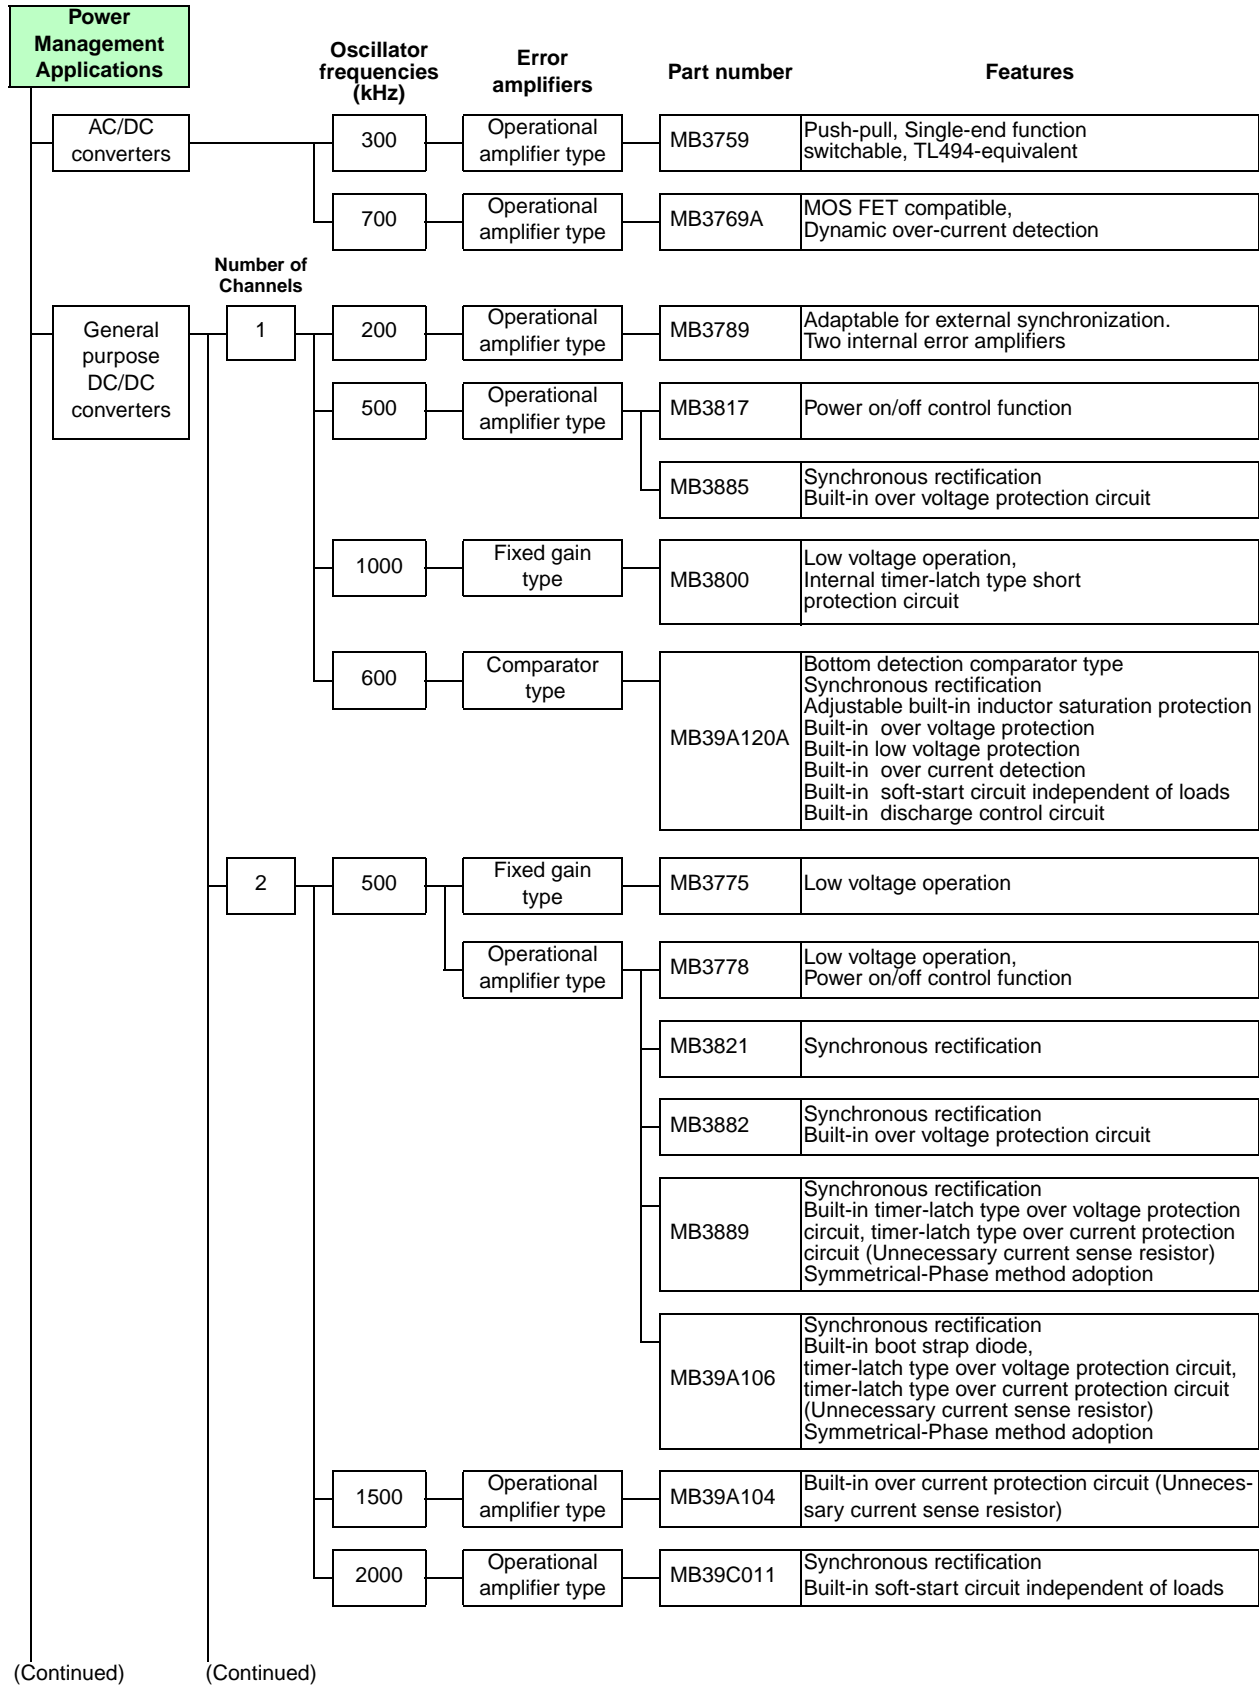 Power
Management
Applications
Oscillator
frequencies
(kHz)
Error
amplifiers
Part number
Features
AC/DC
converters
300
Operational
amplifier type
MB3759
Push-pull, Single-end function
switchable, TL494-equivalent
700
Operational
amplifier type
MB3769A
MOS FET compatible,
Dynamic over-current detection
Number of
Channels
General
purpose
DC/DC
converters
1
200
Operational
amplifier type
MB3789
Adaptable for external synchronization.
Two internal error amplifiers
500
Operational
amplifier type
MB3817
Power on/off control function
MB3885
Synchronous rectification
Built-in over voltage protection circuit
1000
Fixed gain
type
MB3800
Low voltage operation,
Internal timer-latch type short
protection circuit
600
Comparator
type
MB39A120A
Bottom detection comparator type
Synchronous rectification
Adjustable built-in inductor saturation protection
Built-in over voltage protection
Built-in low voltage protection
Built-in over current detection
Built-in soft-start circuit independent of loads
Built-in discharge control circuit
2
500
Fixed gain
type
MB3775
Low voltage operation
Operational
amplifier type
MB3778
Low voltage operation,
Power on/off control function
MB3821
Synchronous rectification
MB3882
Synchronous rectification
Built-in over voltage protection circuit
MB3889
Synchronous rectification
Built-in timer-latch type over voltage protection
circuit, timer-latch type over current protection
circuit (Unnecessary current sense resistor)
Symmetrical-Phase method adoption
MB39A106
Synchronous rectification
Built-in boot strap diode,
timer-latch type over voltage protection circuit,
timer-latch type over current protection circuit
(Unnecessary current sense resistor)
Symmetrical-Phase method adoption
1500
Operational
amplifier type
MB39A104
Built-in over current protection circuit (Unneces-
sary current sense resistor)
2000
Operational
amplifier type
MB39C011
Synchronous rectification
Built-in soft-start circuit independent of loads
(Continued)
(Continued)